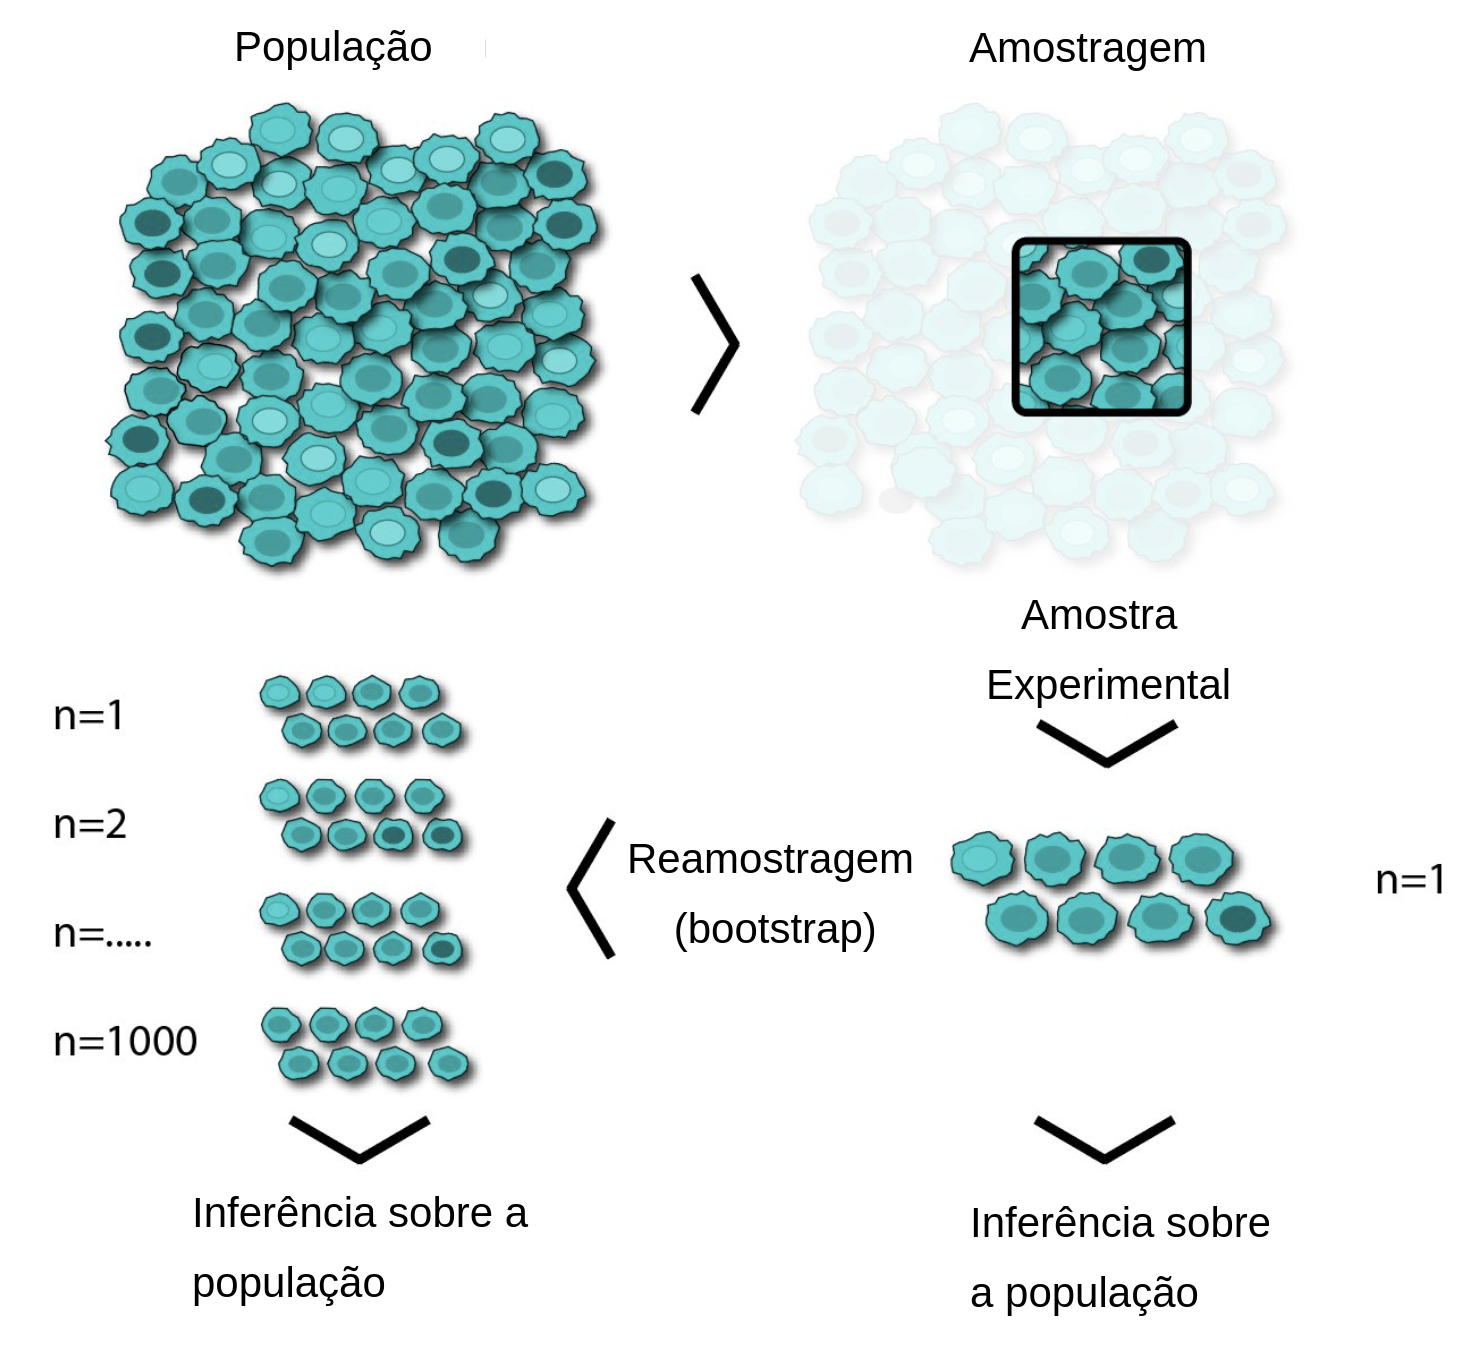 População
Amostragem
Amostra
Experimental
n=1
Reamostragem
(bootstrap)
n=1
n=2
n=.....
n=1000
Inferência sobre a
população
Inferência sobre
a população